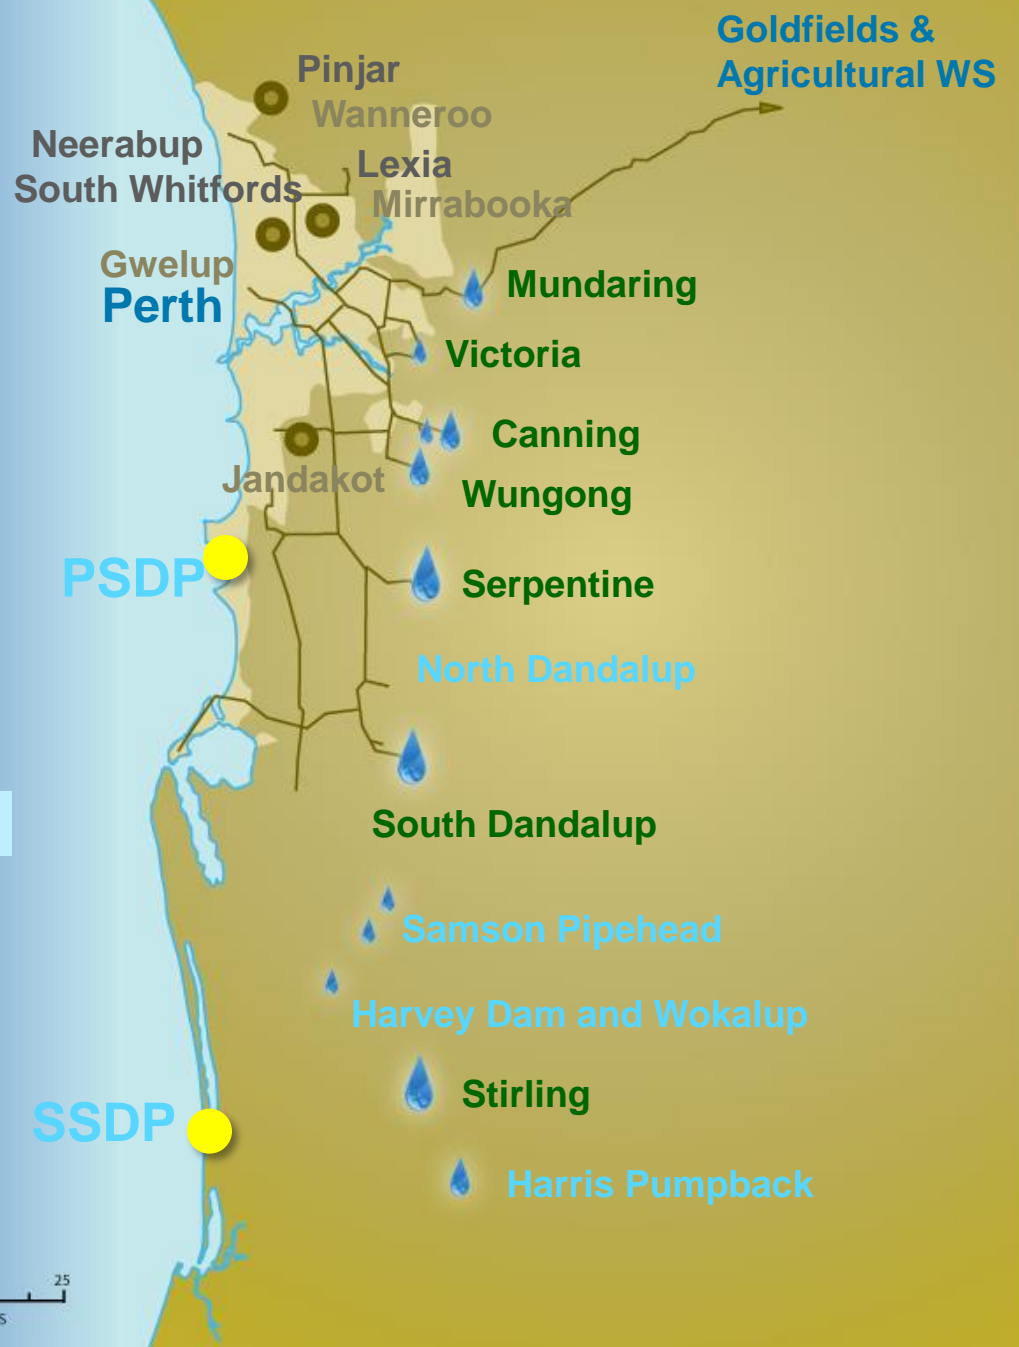 Goldfields &
Agricultural WS
Pinjar
Wanneroo
Neerabup
Lexia
South Whitfords
Mirrabooka
Gwelup
Perth
Mundaring
Victoria
Canning
Jandakot
Wungong
PSDP
Serpentine
North Dandalup
South Dandalup
Samson Pipehead
Harvey Dam and Wokalup
SSDP
Stirling
Harris Pumpback
25
s